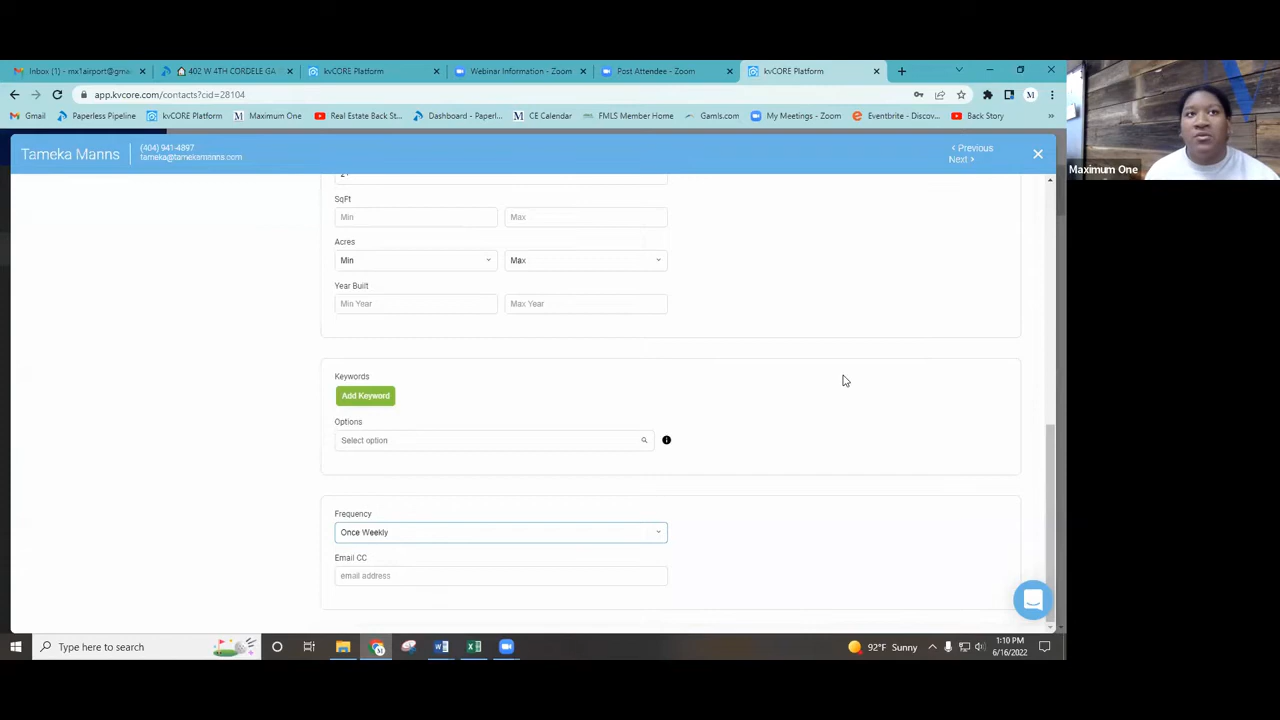 Inbox (1) - mx1airport@gma
402 W 4TH CORDELE GA
kvCORE Platform
Webinar Information - Zoom
Post Attendee - Zoom
kvCORE Platform
app.kvcore.com/contacts?cid=28104
M
Gmail
Paperless Pipeline
kvCORE Platform
Maximum One
Real Estate Back St...
Dashboard - Paperl...
CE Calendar
FMLS Member Home
Gamls.com
My Meetings - Zoom
Eventbrite - Discov...
Back Story
»
Tameka Manns
(404) 941-4897
tameka@tamekamanns.com
< Previous
Next >
Maximum One
SqFt
Min
Max
Acres
Min
Max
Year Built
Min Year
Max Year
Keywords
Add Keyword
Options
Select option
Frequency
Once Weekly
Email CC
email address
Type here to search
92°F Sunny
1:10 PM
6/16/2022